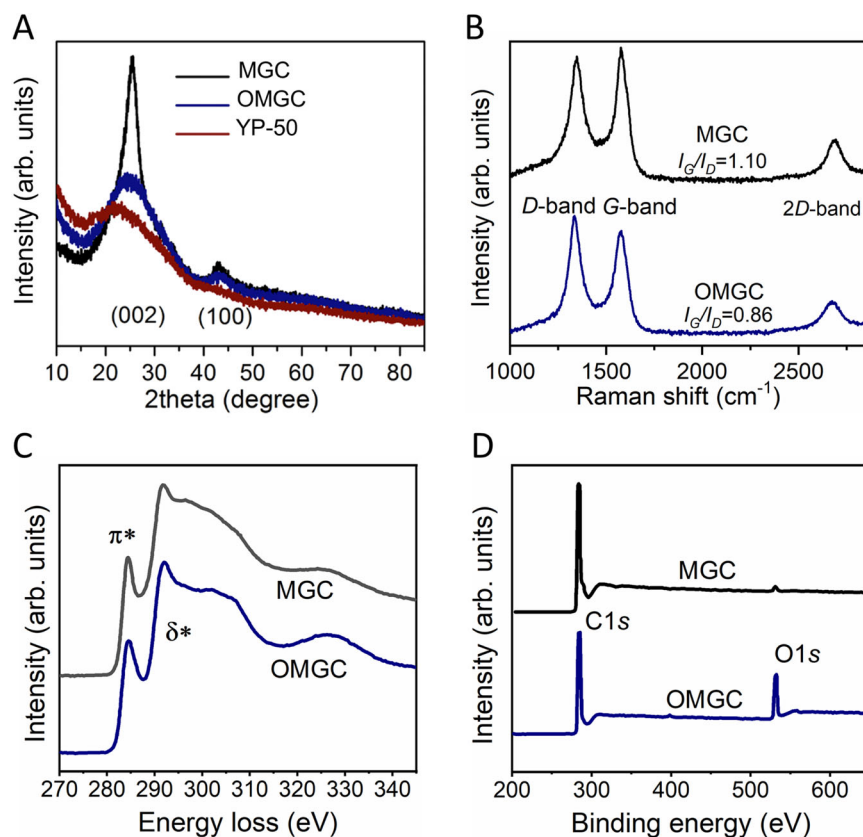 A
Intensity (arb. units)
MGC
OMGC
YP-50
(002)
(100)
10 20 30 40 50 60 70 80
2theta (degree)
B
Intensity (arb. units)
MGC
I_G/I_D=1.10
D-band G-band 2D-band
OMGC
I_G/I_D=0.86
1000 1500 2000 2500
Raman shift (cm⁻¹)
C
Intensity (arb. units)
π*
MGC
δ*
OMGC
270 280 290 300 310 320 330 340
Energy loss (eV)
D
Intensity (arb. units)
MGC
C1s
O1s
OMGC
200 300 400 500 600
Binding energy (eV)